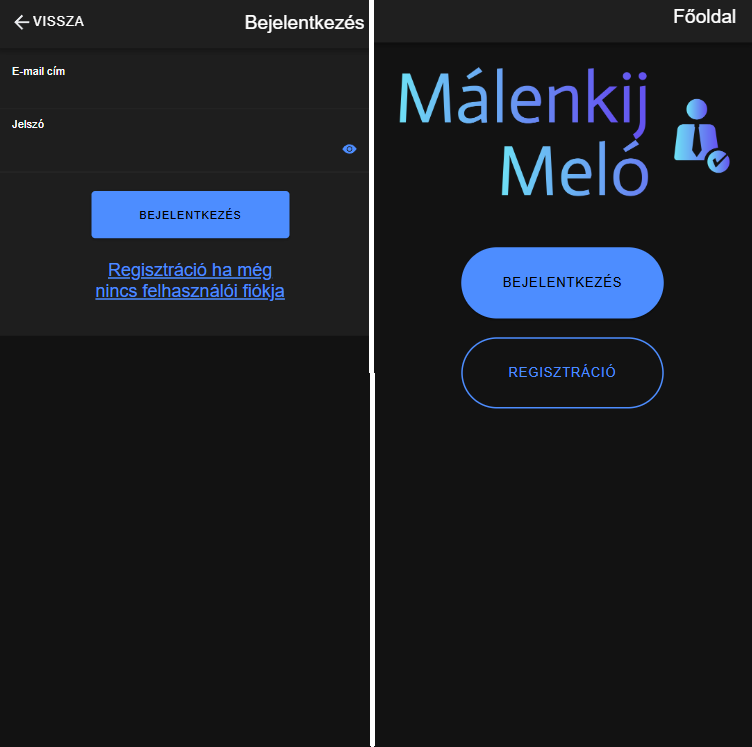 VISSZA
Bejelentkezés
E-mail cím
Jelszó
BEJELENTKEZÉS
Regisztráció ha még
nincs felhasználói fiókja
Főoldal
Málenkij
Meló
BEJELENTKEZÉS
REGISZTRÁCIÓ